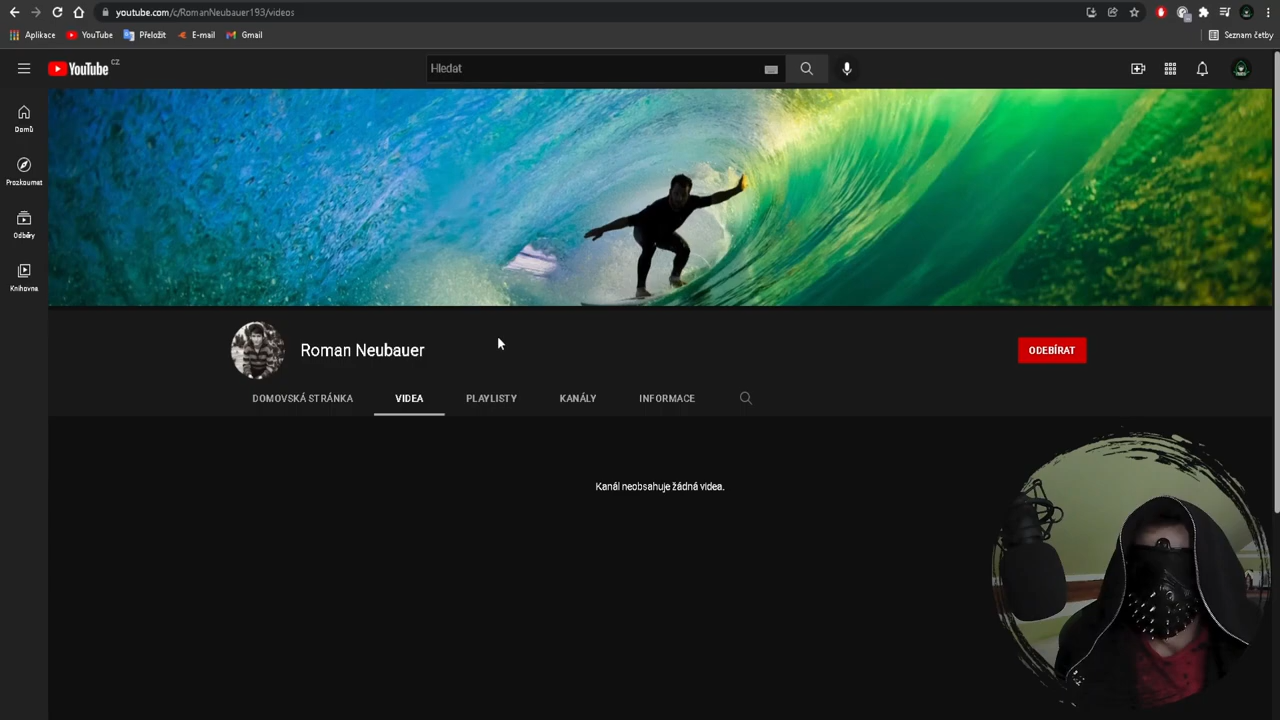 youtube.com/c/RomanNeubauer193/videos
Aplikace YouTube Přeložit E-mail Gmail Seznam četby
YouTube CZ
Hledat
Domů
Prozkoumat
Odběry
Knihovna
Roman Neubauer
ODEBÍRAT
DOMOVSKÁ STRÁNKA VIDEA PLAYLISTY KANÁLY INFORMACE
Kanál neobsahuje žádná videa.